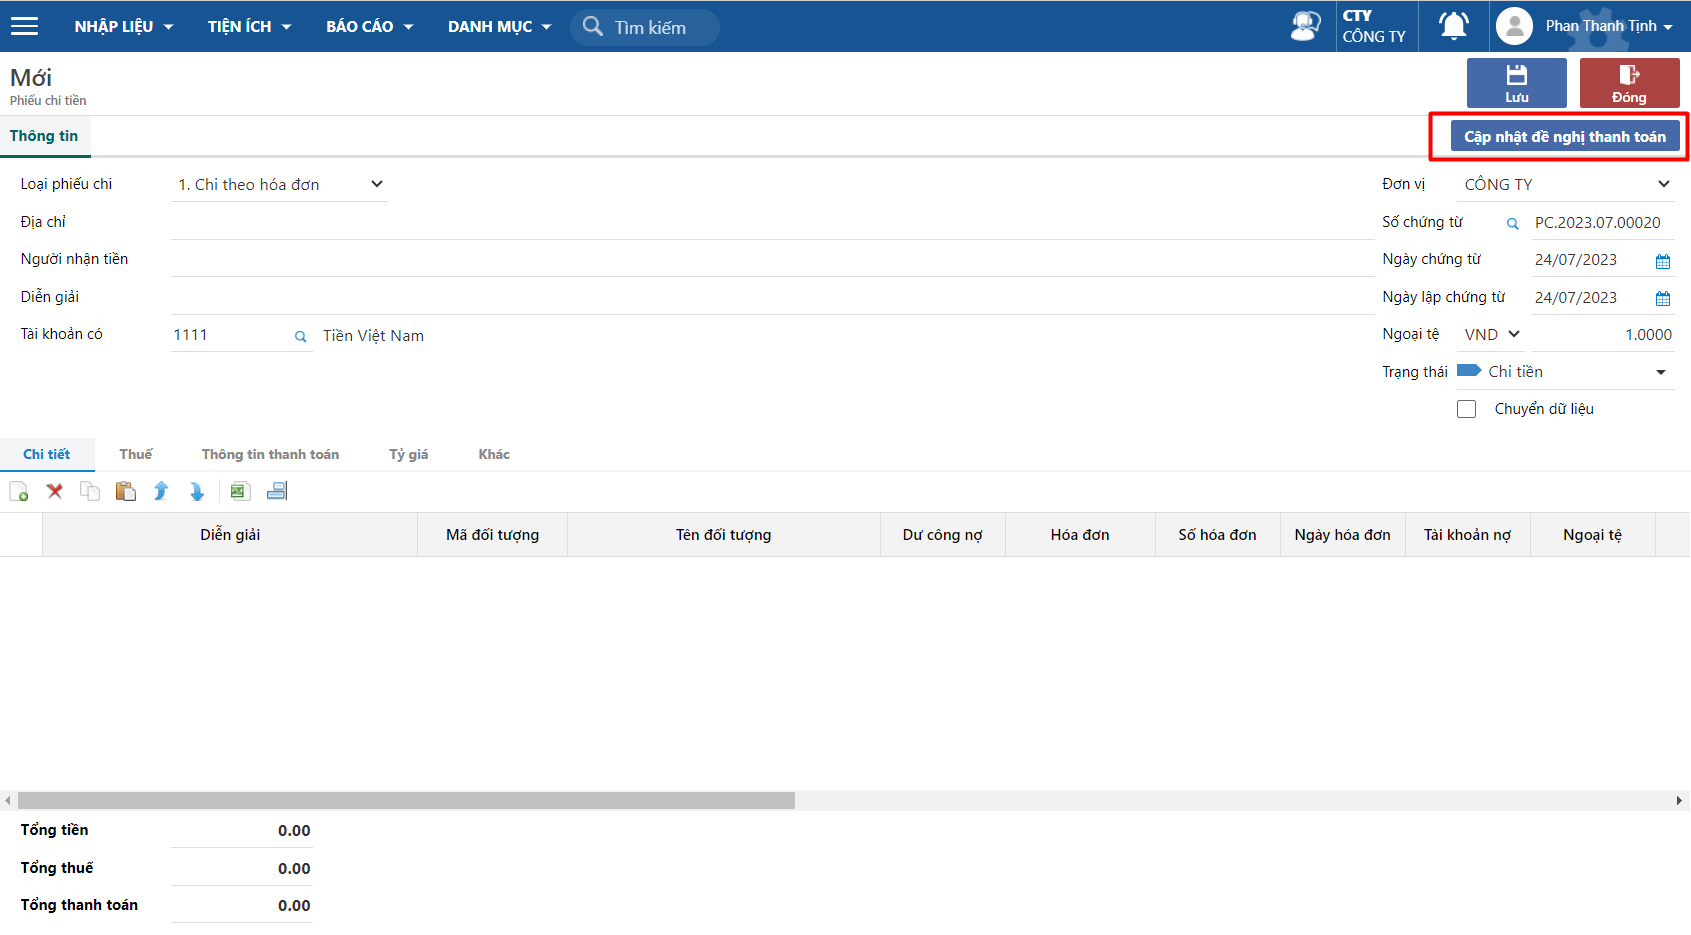 NHẬP LIỆU TIỆN ÍCH BÁO CÁO DANH MỤC Tìm kiếm CTY CÔNG TY Phan Thanh Tịnh
Mới
Phiếu chi tiền
Lưu Đóng
Thông tin Cập nhật đề nghị thanh toán
Loại phiếu chi 1. Chi theo hóa đơn Đơn vị CÔNG TY
Địa chỉ Số chứng từ PC.2023.07.00020
Người nhận tiền Ngày chứng từ 24/07/2023
Diễn giải Ngày lập chứng từ 24/07/2023
Tài khoản có 1111 Tiền Việt Nam Ngoại tệ VND 1.0000
Trạng thái Chi tiền
Chuyển dữ liệu
Chi tiết Thuế Thông tin thanh toán Tỷ giá Khác
Diễn giải Mã đối tượng Tên đối tượng Dư công nợ Hóa đơn Số hóa đơn Ngày hóa đơn Tài khoản nợ Ngoại tệ
Tổng tiền 0.00
Tổng thuế 0.00
Tổng thanh toán 0.00